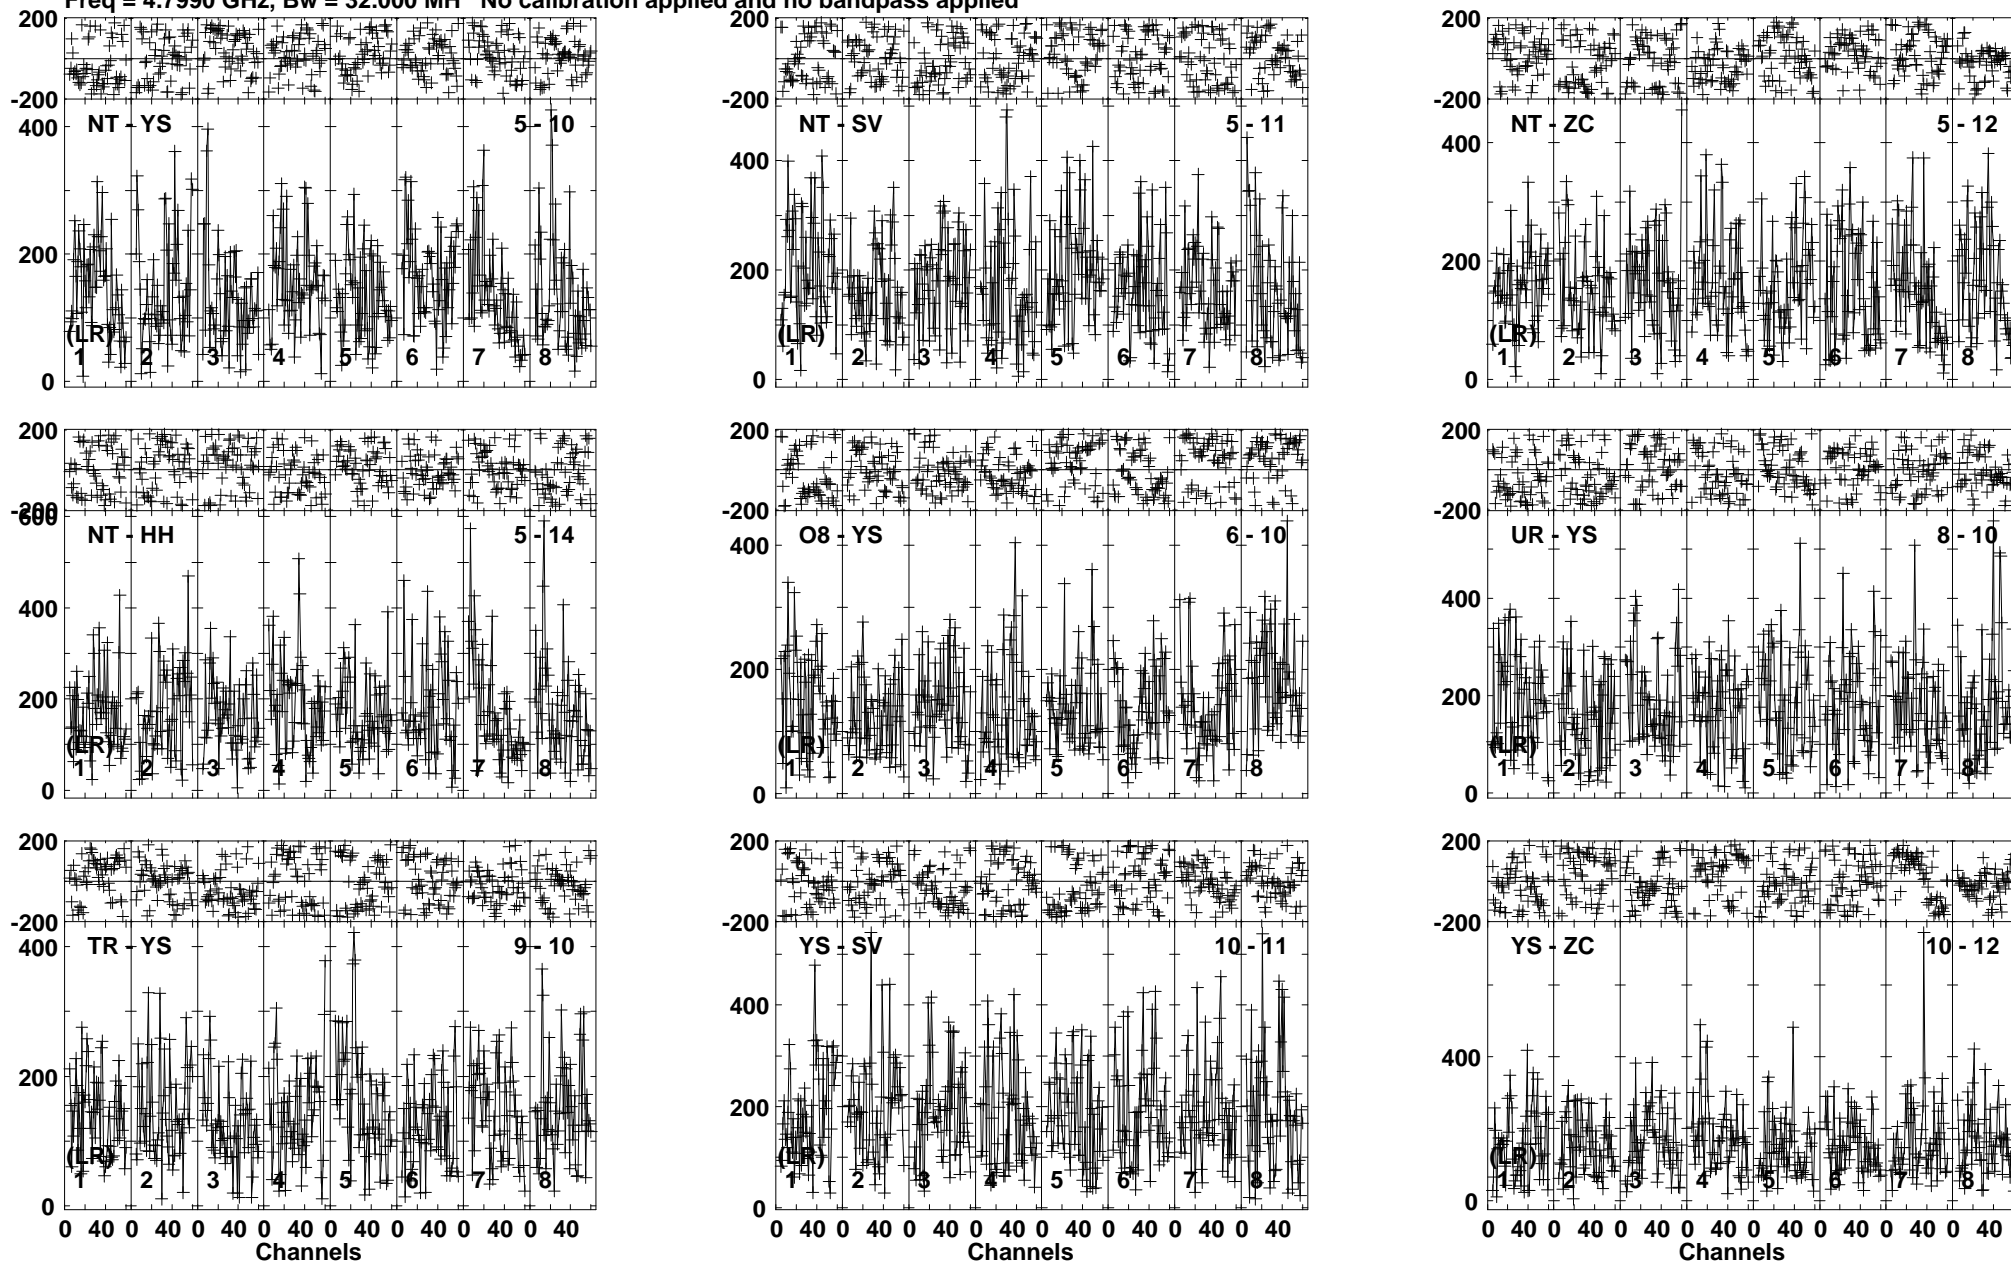 Freq = 4.7990 GHz, Bw = 32.000 MH No calibration applied and no bandpass applied
200 200 200
-200 -200 -200
NT - YS 5 - 10 NT - SV 5 - 11 NT - ZC 5 - 12
400 400 400
200 200 200
(LR) (LR) (LR)
1 2 3 4 5 6 7 8 1 2 3 4 5 6 7 8 1 2 3 4 5 6 7 8
0 0 0
200 200 200
-200 -200 -200
600
NT - HH 5 - 14 O8 - YS 6 - 10 UR - YS 8 - 10
400 400 400
200 200 200
(LR) (LR) (LR)
1 2 3 4 5 6 7 8 1 2 3 4 5 6 7 8 1 2 3 4 5 6 7 8
0 0 0
200 200 200
-200 -200 -200
TR - YS 9 - 10 YS - SV 10 - 11 YS - ZC 10 - 12
400 400 400
200 200 200
(LR) (LR) (LR)
1 2 3 4 5 6 7 8 1 2 3 4 5 6 7 8 1 2 3 4 5 6 7 8
0 0 0
0 40 0 40 0 40 0 40 0 40 0 40 0 40 0 40 0 40 0 40 0 40 0 40 0 40 0 40 0 40 0 40 0 40 0 40 0 40 0 40 0 40 0 40 0 40 0 40
Channels Channels Channels